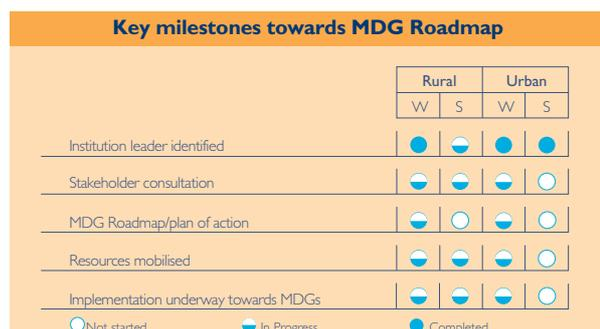 Key milestones towards MDG Roadmap
Rural Urban
W S W S
Institution leader identified
Stakeholder consultation
MDG Roadmap/plan of action
Resources mobilised
Implementation underway towards MDGs
Not started In Progress Completed